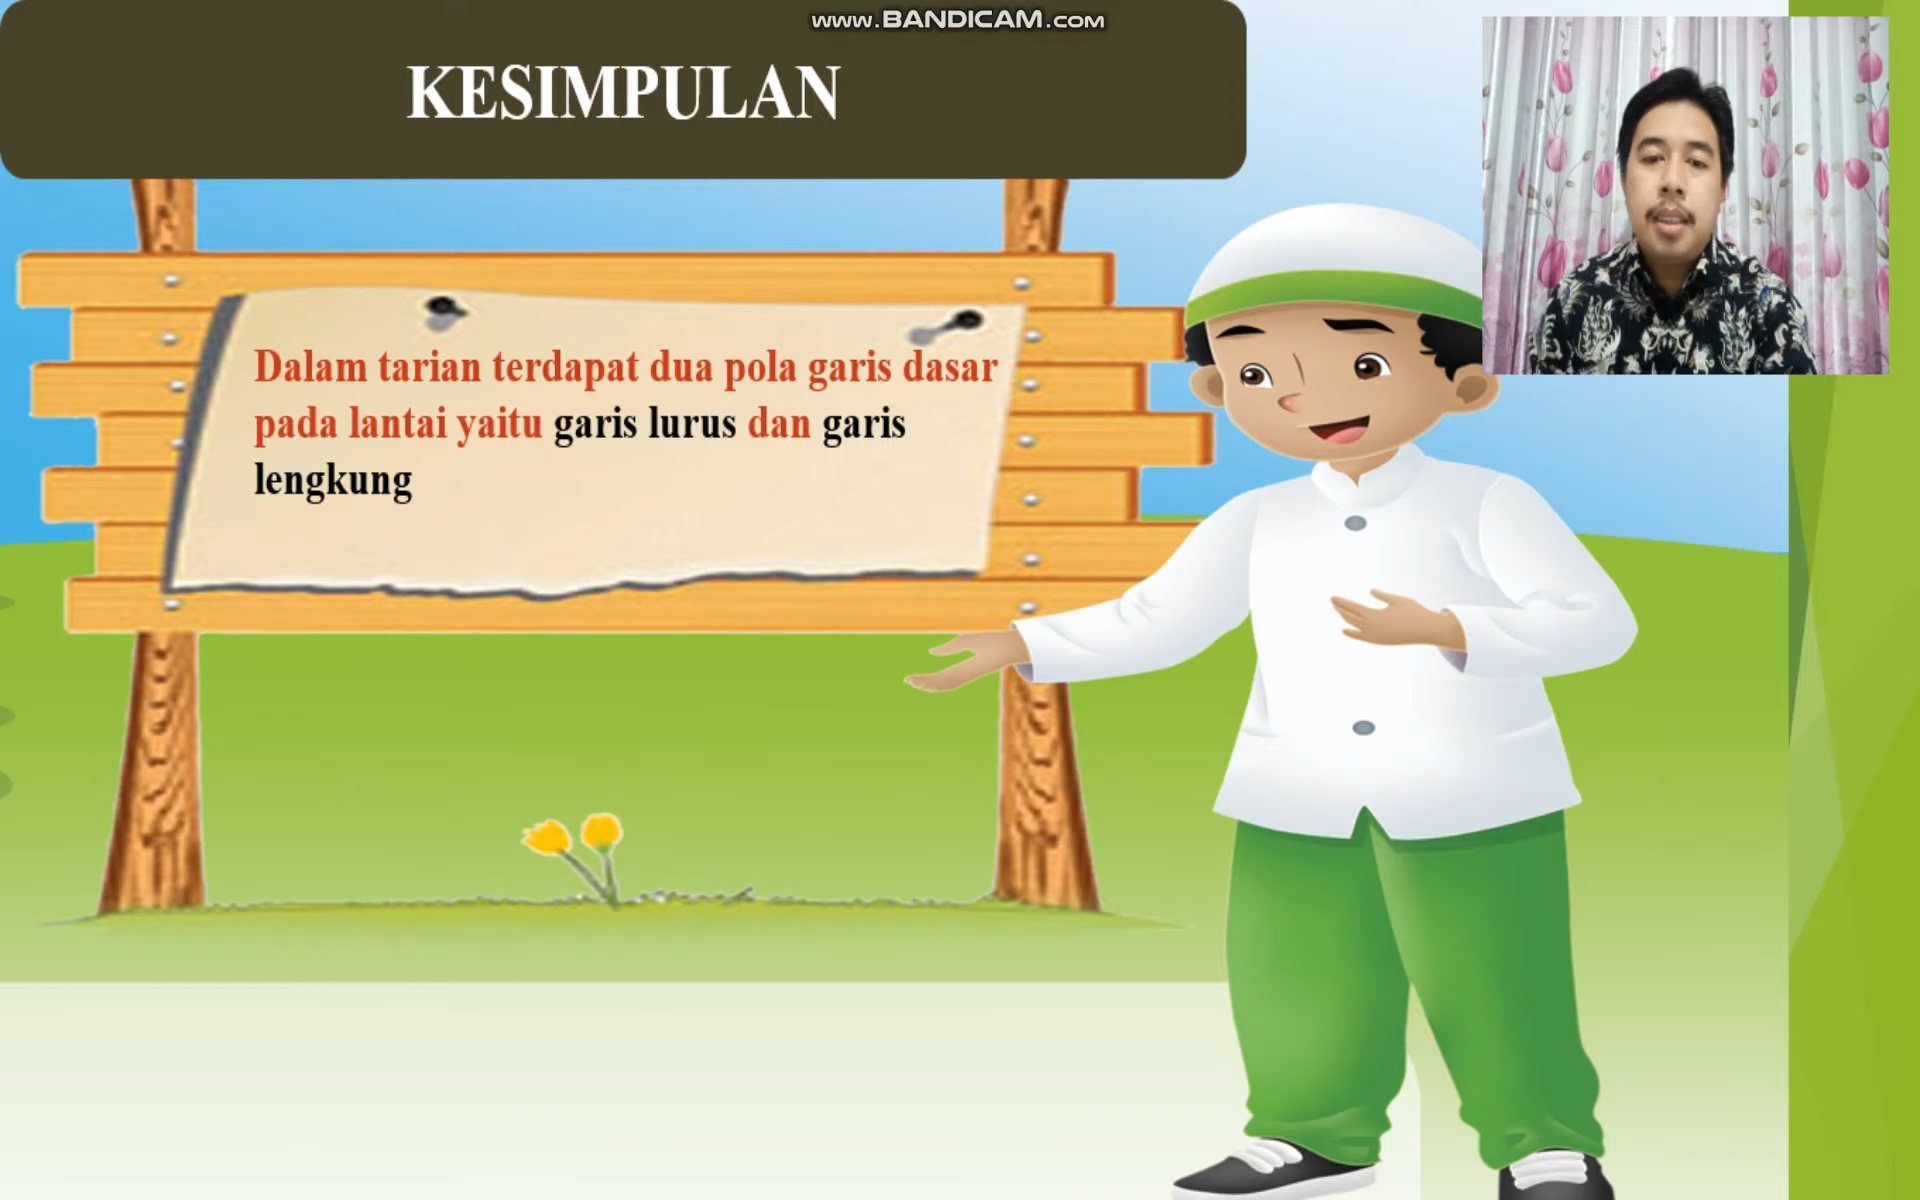 www.BANDICAM.com
KESIMPULAN
Dalam tarian terdapat dua pola garis dasar
pada lantai yaitu garis lurus dan garis
lengkung